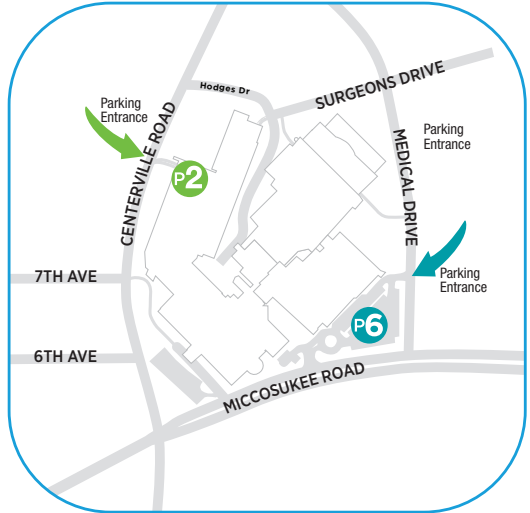 Hodges Dr
SURGEONS DRIVE
Parking
Entrance
CENTERVILLE ROAD
Parking
Entrance
MEDICAL DRIVE
P2
7TH AVE
Parking
Entrance
P6
6TH AVE
MICCOSUKEE ROAD